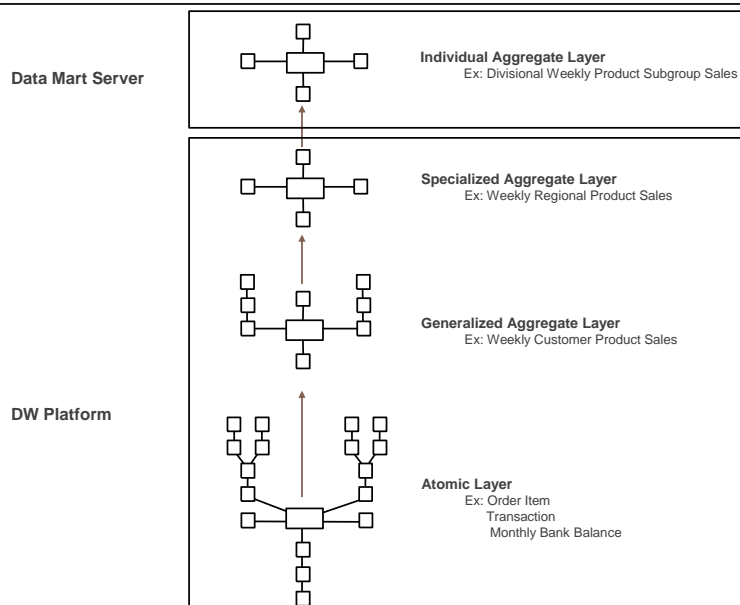 Data Mart Server
Individual Aggregate Layer
Ex: Divisional Weekly Product Subgroup Sales
Specialized Aggregate Layer
Ex: Weekly Regional Product Sales
Generalized Aggregate Layer
Ex: Weekly Customer Product Sales
DW Platform
Atomic Layer
Ex: Order Item
Transaction
Monthly Bank Balance